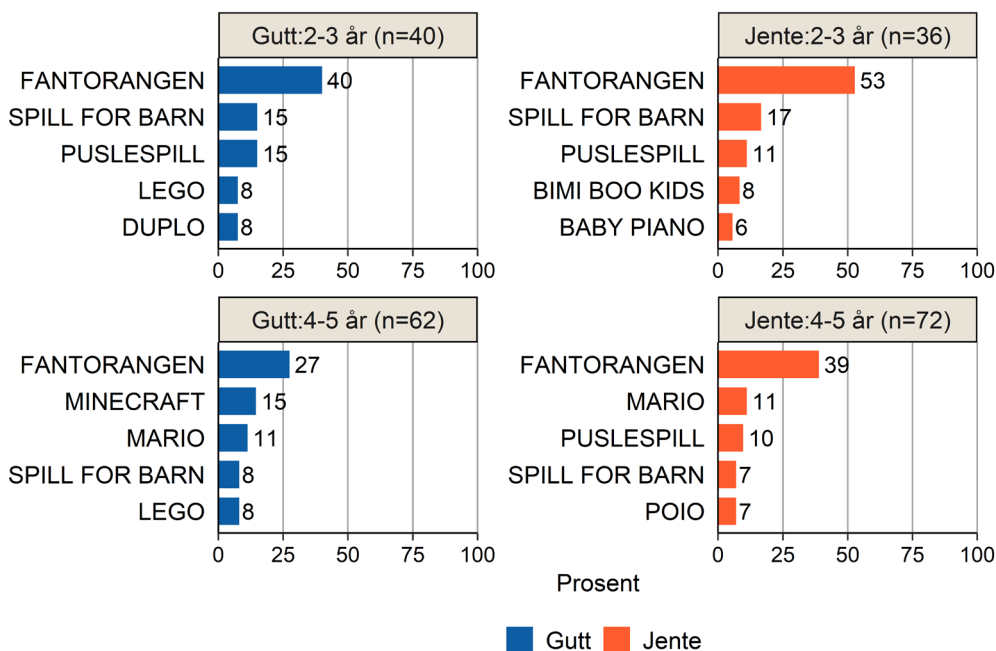 Gutt:2-3 år (n=40)
FANTORANGEN 40
SPILL FOR BARN 15
PUSLESPILL 15
LEGO 8
DUPLO 8
0 25 50 75 100
Jente:2-3 år (n=36)
FANTORANGEN 53
SPILL FOR BARN 17
PUSLESPILL 11
BIMI BOO KIDS 8
BABY PIANO 6
0 25 50 75 100
Gutt:4-5 år (n=62)
FANTORANGEN 27
MINECRAFT 15
MARIO 11
SPILL FOR BARN 8
LEGO 8
0 25 50 75 100
Jente:4-5 år (n=72)
FANTORANGEN 39
MARIO 11
PUSLESPILL 10
SPILL FOR BARN 7
POIO 7
0 25 50 75 100
Prosent
Gutt Jente